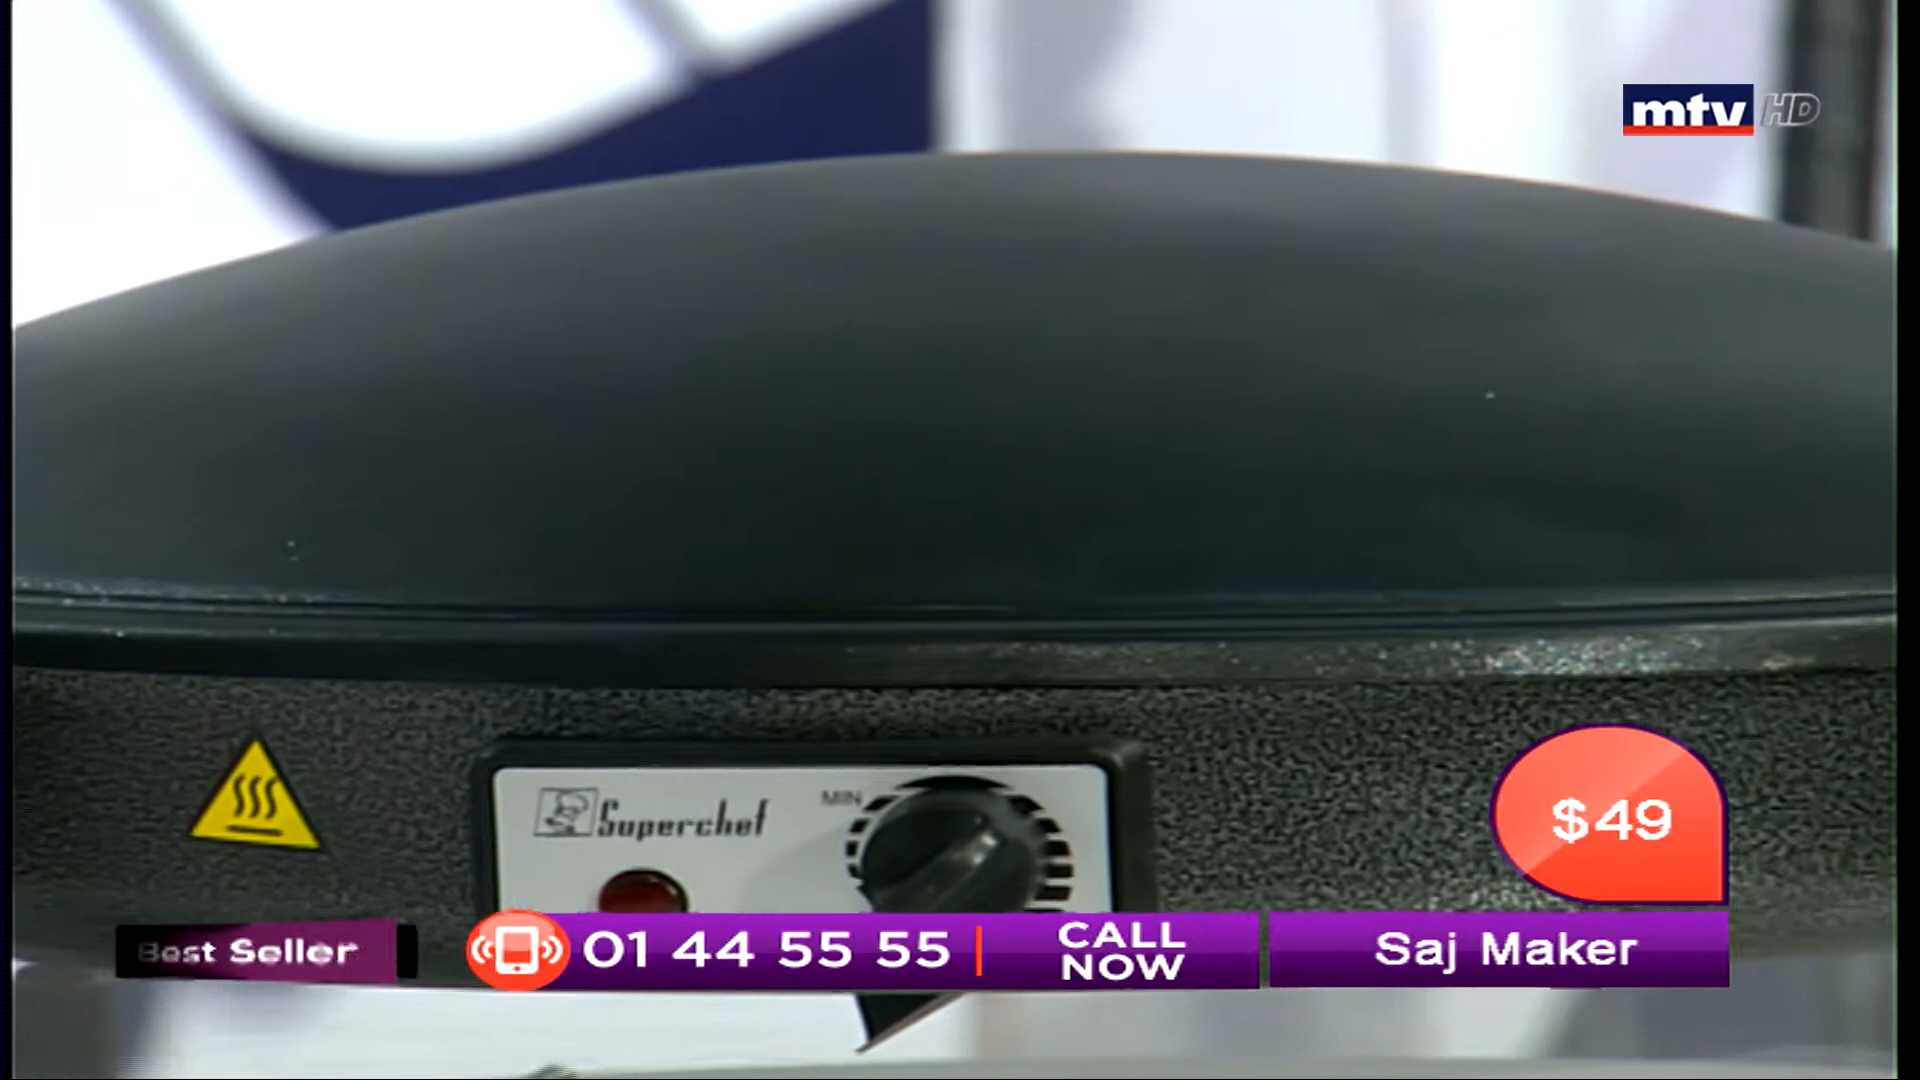 mtv HD
Superchef
MIN
$49
Best Seller
01 44 55 55
CALL
NOW
Saj Maker